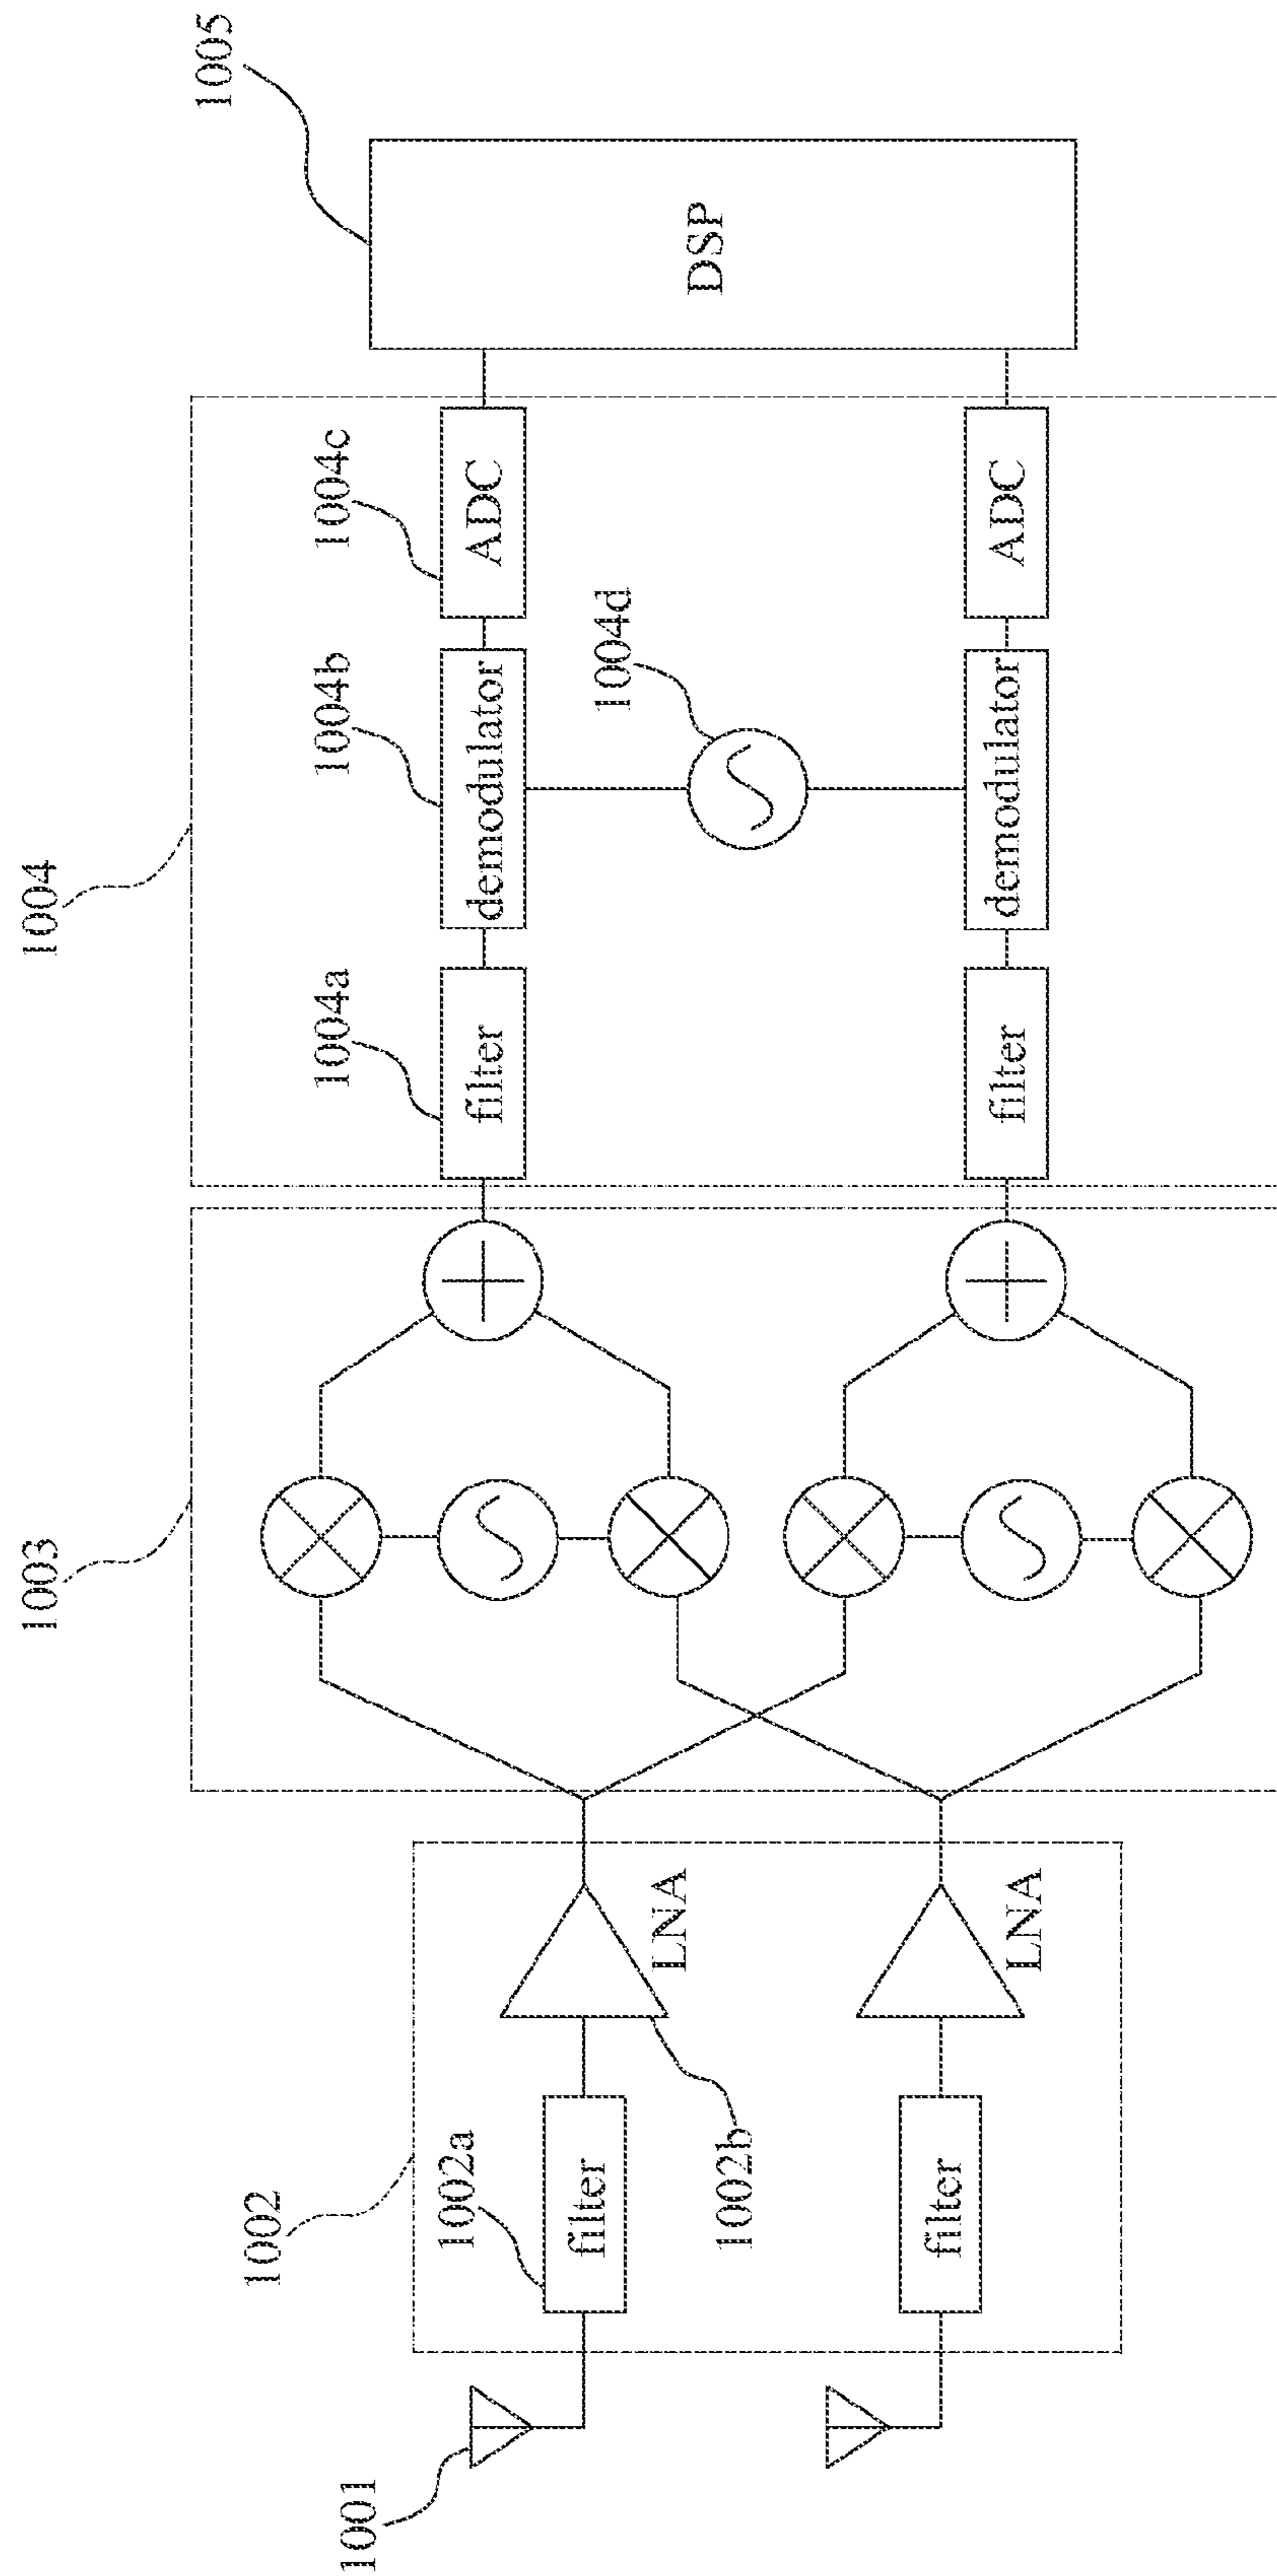 1005
1004
1003
1002
1001
1004c
1004b
1004a
1004d
1002a
1002b
DSP
ADC
demodulator
filter
LNA
filter
ADC
demodulator
filter
LNA
filter